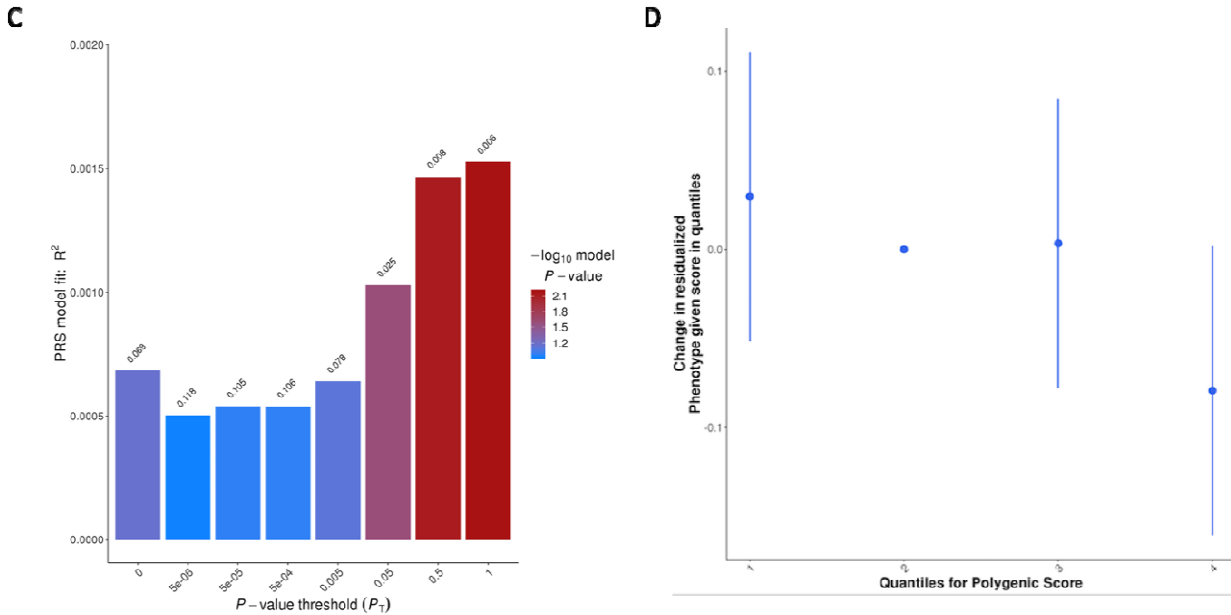 C
0.0020
0.0015
0.0010
0.0005
0.0000
PRS model fit: R²
0.069
0.118
0.105
0.106
0.079
0.025
0.008
0.006
0
5e-06
5e-05
5e-04
0.005
0.05
0.5
1
P – value threshold (P_T)
–log₁₀ model
P – value
2.1
1.8
1.5
1.2
D
Change in residualized
Phenotype given score in quantiles
0.1
0.0
-0.1
1
2
3
4
Quantiles for Polygenic Score